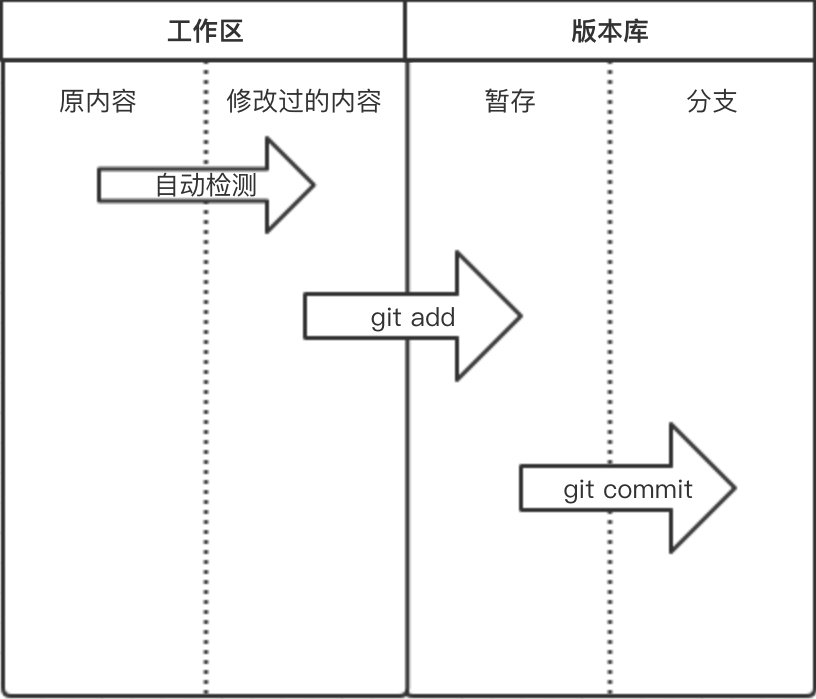 工作区
版本库
原内容
修改过的内容
暂存
分支
自动检测
git add
git commit